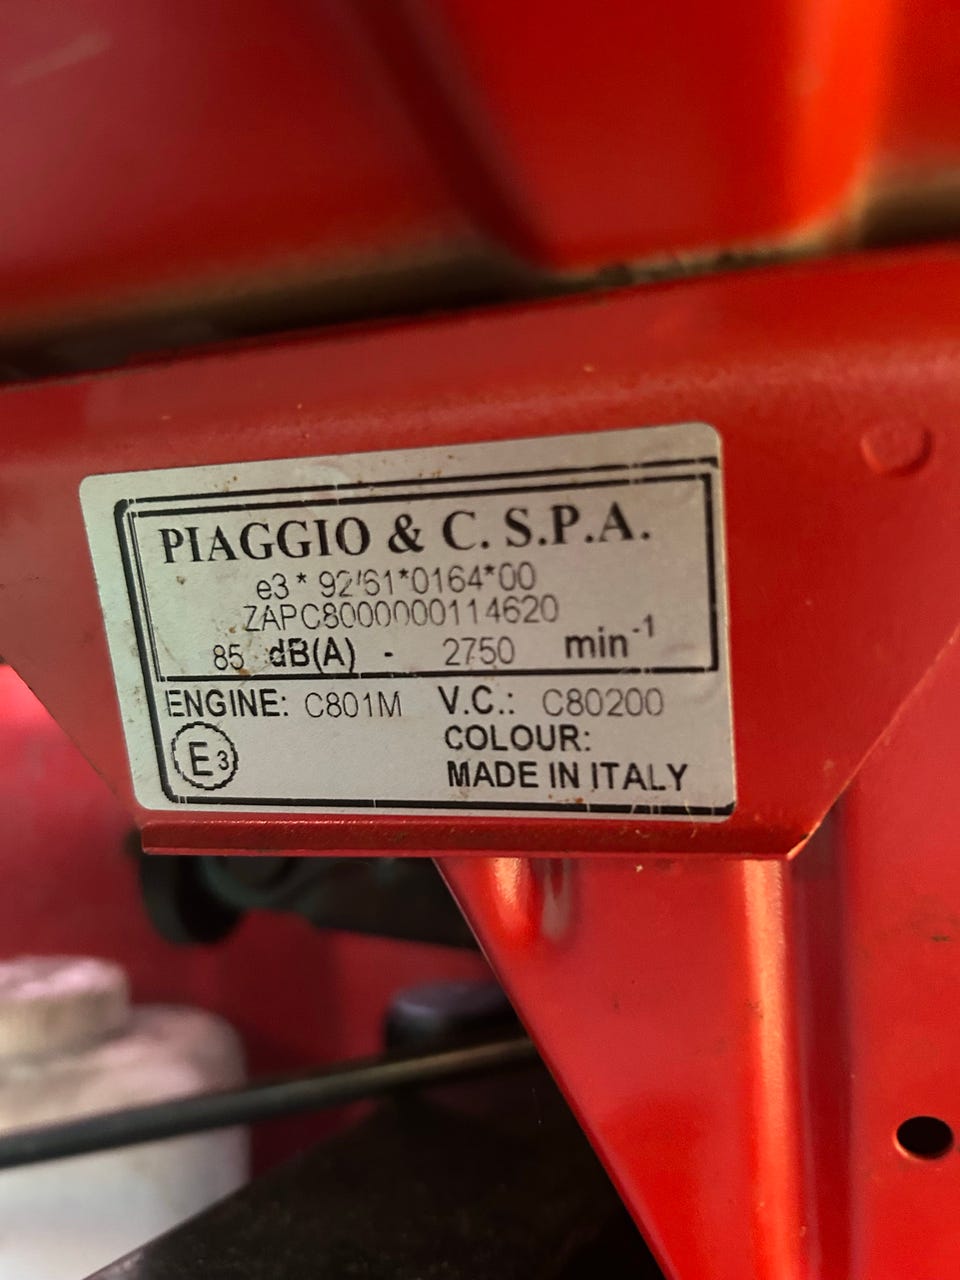 PIAGGIO & C. S.P.A.
e3 * 92/61*0164*00
ZAPC8000000114620
85 dB(A) - 2750 min-1
ENGINE: C801M V.C.: C80200
E3 COLOUR:
MADE IN ITALY